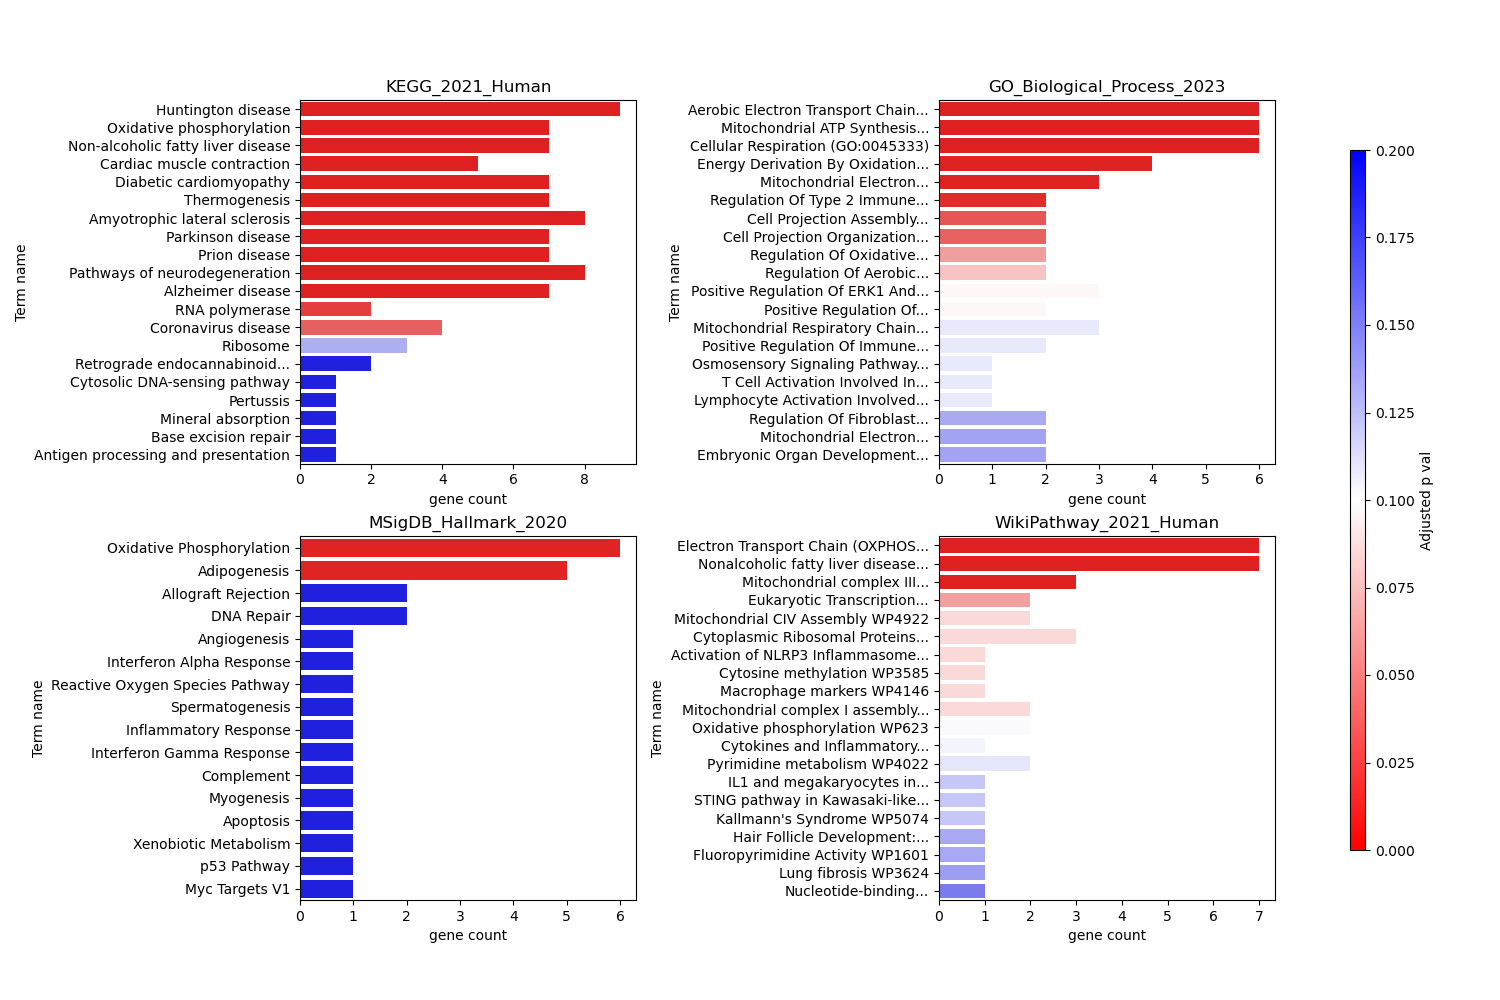 KEGG_2021_Human
Term name
Huntington disease
Oxidative phosphorylation
Non-alcoholic fatty liver disease
Cardiac muscle contraction
Diabetic cardiomyopathy
Thermogenesis
Amyotrophic lateral sclerosis
Parkinson disease
Prion disease
Pathways of neurodegeneration
Alzheimer disease
RNA polymerase
Coronavirus disease
Ribosome
Retrograde endocannabinoid...
Cytosolic DNA-sensing pathway
Pertussis
Mineral absorption
Base excision repair
Antigen processing and presentation
0 2 4 6 8
gene count
GO_Biological_Process_2023
Term name
Aerobic Electron Transport Chain...
Mitochondrial ATP Synthesis...
Cellular Respiration (GO:0045333)
Energy Derivation By Oxidation...
Mitochondrial Electron...
Regulation Of Type 2 Immune...
Cell Projection Assembly...
Cell Projection Organization...
Regulation Of Oxidative...
Regulation Of Aerobic...
Positive Regulation Of ERK1 And...
Positive Regulation Of...
Mitochondrial Respiratory Chain...
Positive Regulation Of Immune...
Osmosensory Signaling Pathway...
T Cell Activation Involved In...
Lymphocyte Activation Involved...
Regulation Of Fibroblast...
Mitochondrial Electron...
Embryonic Organ Development...
0 1 2 3 4 5 6
gene count
MSigDB_Hallmark_2020
Term name
Oxidative Phosphorylation
Adipogenesis
Allograft Rejection
DNA Repair
Angiogenesis
Interferon Alpha Response
Reactive Oxygen Species Pathway
Spermatogenesis
Inflammatory Response
Interferon Gamma Response
Complement
Myogenesis
Apoptosis
Xenobiotic Metabolism
p53 Pathway
Myc Targets V1
0 1 2 3 4 5 6
gene count
WikiPathway_2021_Human
Term name
Electron Transport Chain (OXPHOS...
Nonalcoholic fatty liver disease...
Mitochondrial complex III...
Eukaryotic Transcription...
Mitochondrial CIV Assembly WP4922
Cytoplasmic Ribosomal Proteins...
Activation of NLRP3 Inflammasome...
Cytosine methylation WP3585
Macrophage markers WP4146
Mitochondrial complex I assembly...
Oxidative phosphorylation WP623
Cytokines and Inflammatory...
Pyrimidine metabolism WP4022
IL1 and megakaryocytes in...
STING pathway in Kawasaki-like...
Kallmann's Syndrome WP5074
Hair Follicle Development:...
Fluoropyrimidine Activity WP1601
Lung fibrosis WP3624
Nucleotide-binding...
0 1 2 3 4 5 6 7
gene count
0.200
0.175
0.150
0.125
0.100
0.075
0.050
0.025
0.000
Adjusted p val